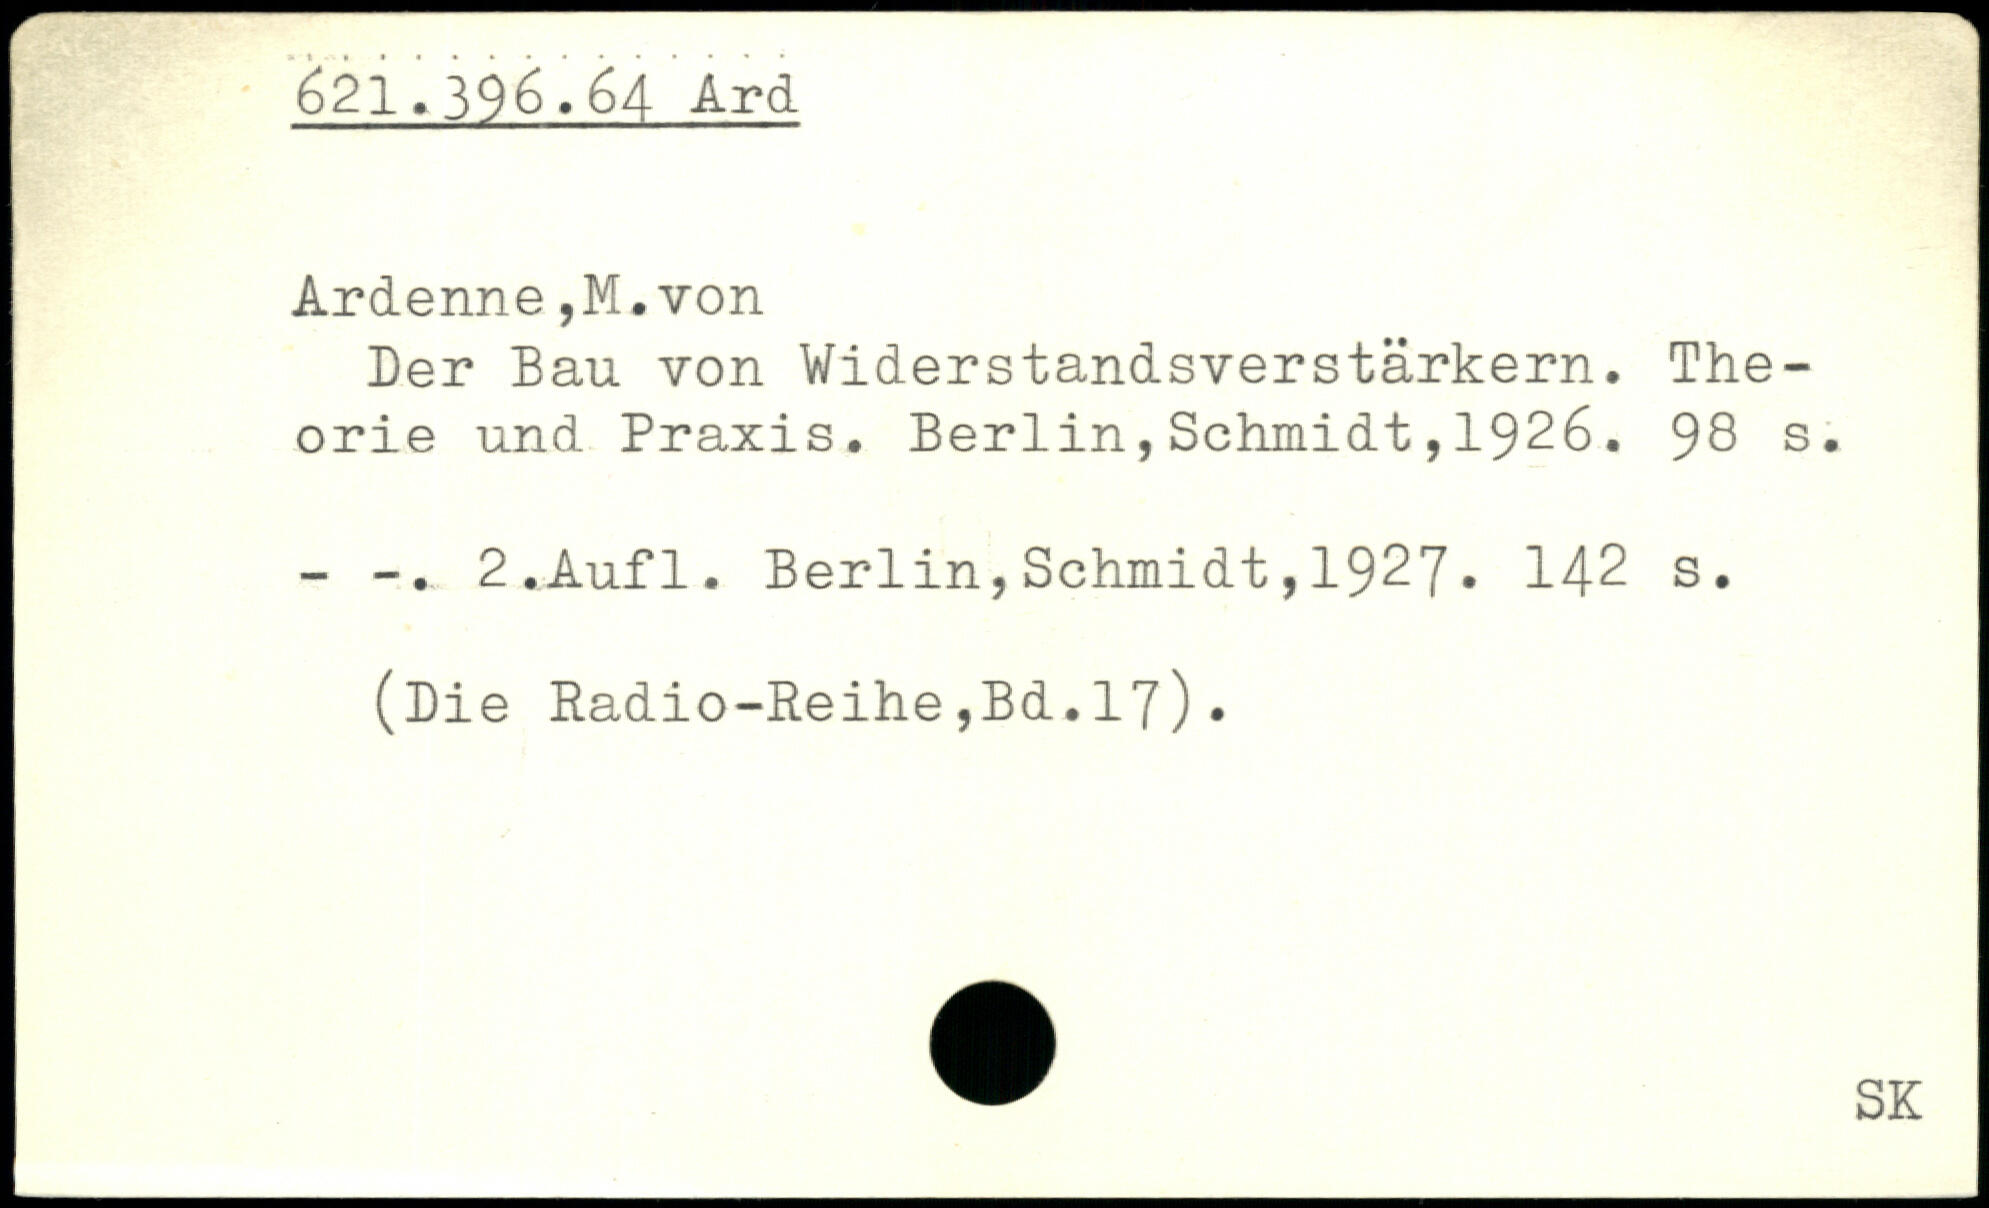 621.396.64 Ard
Ardenne,M.von
Der Bau von Widerstandsverstärkern. The-
orie und Praxis. Berlin,Schmidt,1926. 98 s.
- -. 2.Aufl. Berlin,Schmidt,1927. 142 s.
(Die Radio-Reihe,Bd.17).
SK